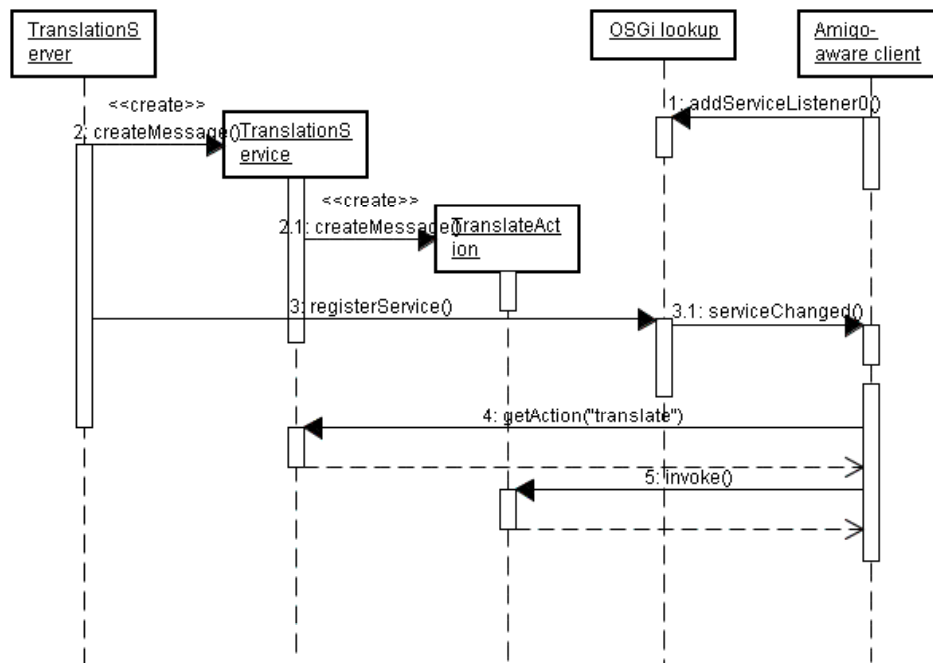 TranslationS
erver
OSGi lookup
Amigo-
aware client
<<create>>
1: addServiceListener0()
2: createMessage()
TranslationS
ervice
<<create>>
2.1: createMessage()
TranslateAct
ion
3: registerService()
3.1: serviceChanged()
4: getAction("translate")
5: invoke()